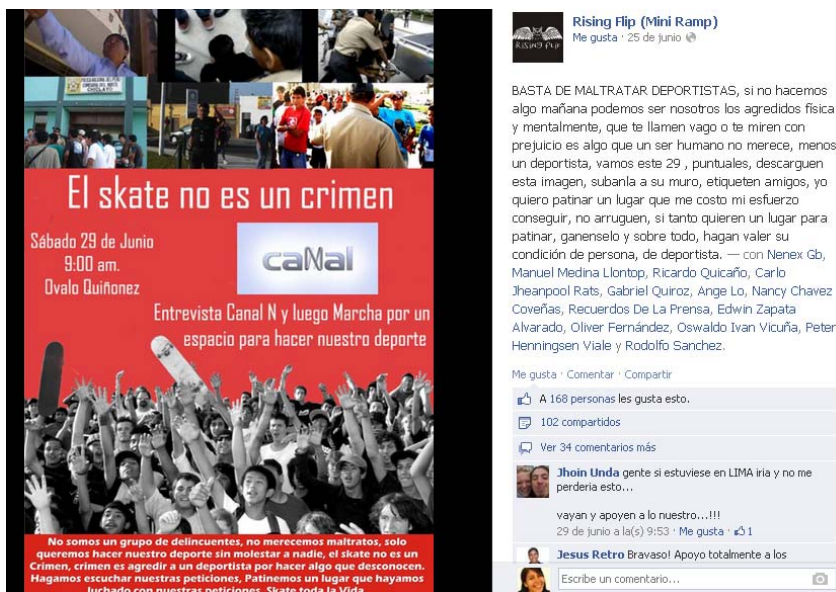 El skate no es un crimen
Sábado 29 de Junio
9:00 am.
Ovalo Quiñonez
caNal
Entrevista Canal N y luego Marcha por un
espacio para hacer nuestro deporte
No somos un grupo de delincuentes, no merecemos maltratos, solo
queremos hacer nuestro deporte sin molestar a nadie, el skate no es un
Crimen, crimen es agredir a un deportista por hacer algo que desconocen.
Hagamos escuchar nuestras peticiones, Patinemos un lugar que hayamos
luchado con nuestras peticiones. Skate toda la Vida
RISING FLIP
Rising Flip (Mini Ramp)
Me gusta · 25 de junio
BASTA DE MALTRATAR DEPORTISTAS, si no hacemos
algo mañana podemos ser nosotros los agredidos física
y mentalmente, que te llamen vago o te miren con
prejuicio es algo que un ser humano no merece, menos
un deportista, vamos este 29 , puntuales, descarguen
esta imagen, subanla a su muro, etiqueten amigos, yo
quiero patinar un lugar que me costo mi esfuerzo
conseguir, no arruguen, si tanto quieren un lugar para
patinar, ganenselo y sobre todo, hagan valer su
condición de persona, de deportista. — con Nenex Gb,
Manuel Medina Llontop, Ricardo Quicaño, Carlo
Jheanpool Rats, Gabriel Quiroz, Ange Lo, Nancy Chavez
Coveñas, Recuerdos De La Prensa, Edwin Zapata
Alvarado, Oliver Fernández, Oswaldo Ivan Vicuña, Peter
Henningsen Viale y Rodolfo Sanchez.
Me gusta · Comentar · Compartir
A 168 personas les gusta esto.
102 compartidos
Ver 34 comentarios más
Jhoin Unda gente si estuviese en LIMA iria y no me
perderia esto...
vayan y apoyen a lo nuestro...!!!
29 de junio a la(s) 9:53 · Me gusta · 1
Jesus Retro Bravaso! Apoyo totalmente a los
Escribe un comentario...